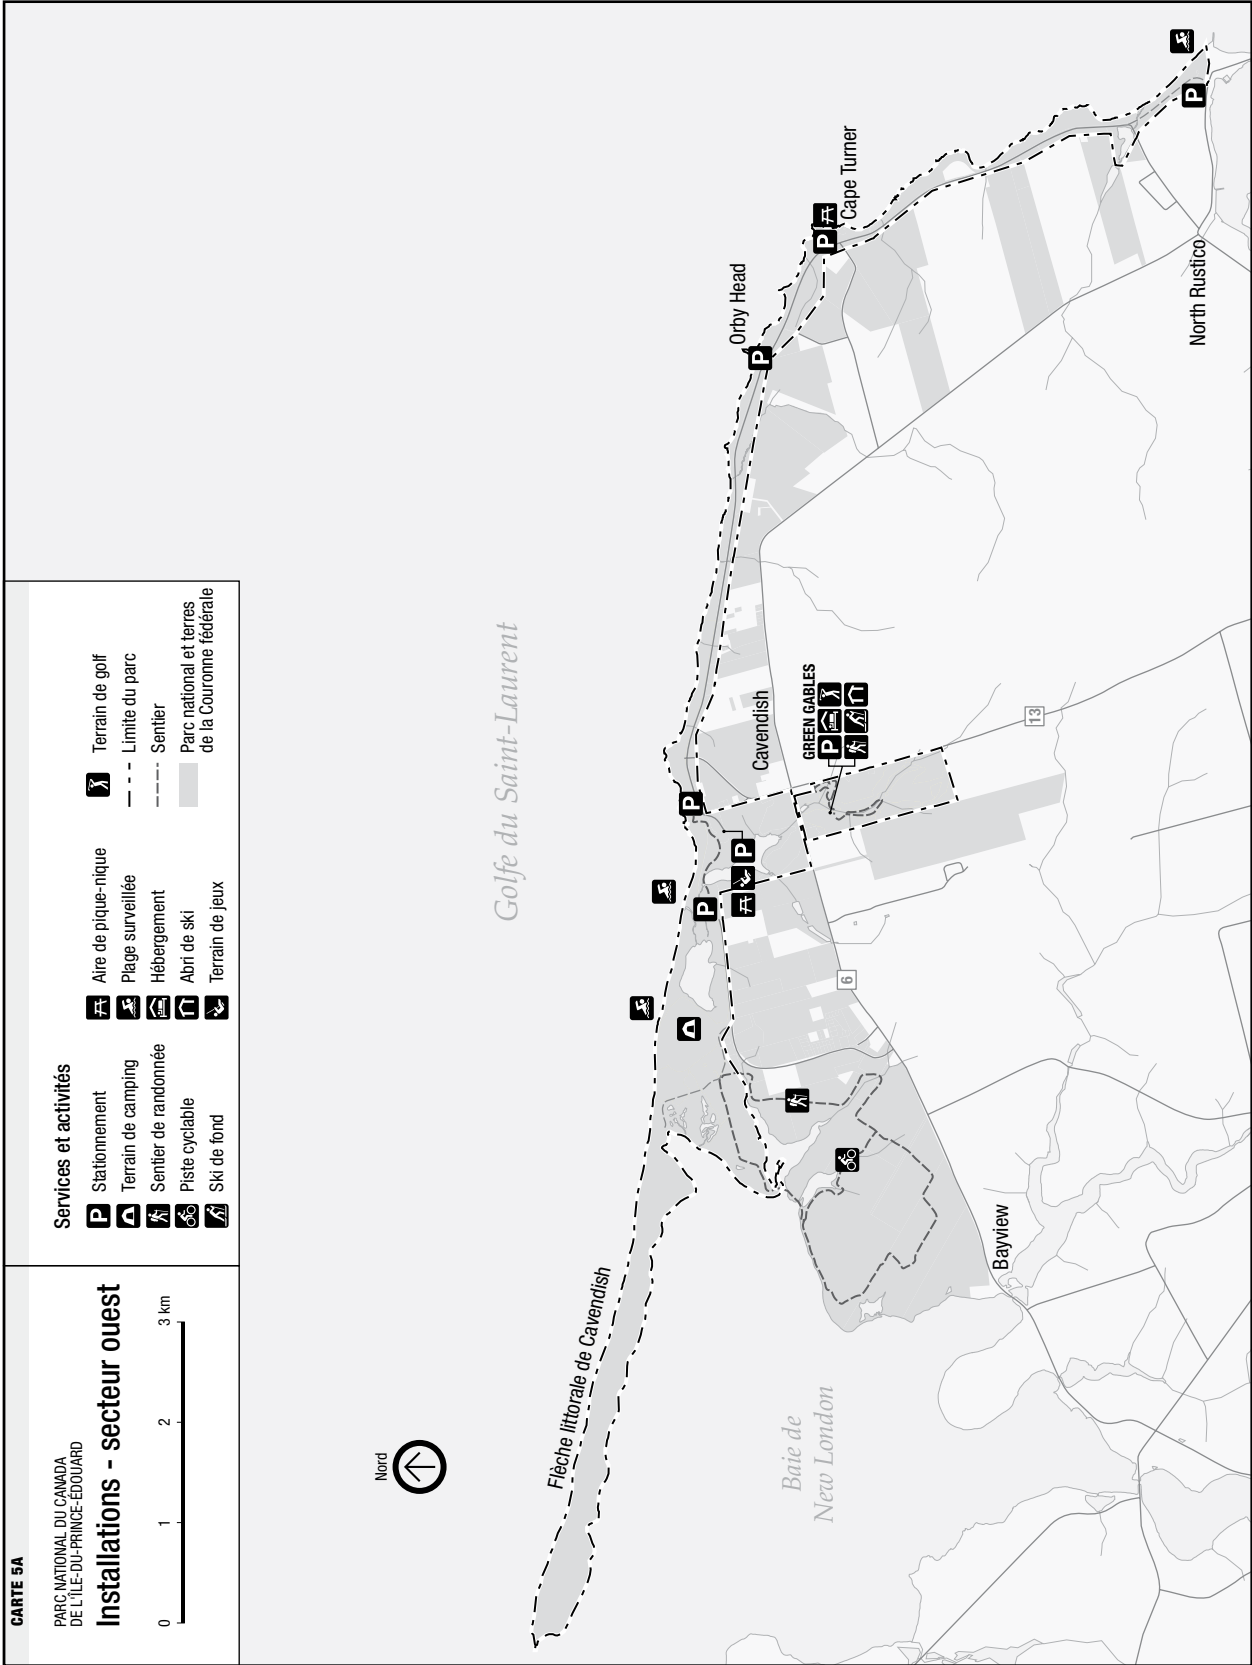 CARTE 5A
PARC NATIONAL DU CANADA
DE L'ÎLE-DU-PRINCE-ÉDOUARD
Installations - secteur ouest
0 1 2 3 km
Services et activités
P Stationnement
Terrain de camping
Sentier de randonnée
Piste cyclable
Ski de fond
Aire de pique-nique
Plage surveillée
Hébergement
Abri de ski
Terrain de jeux
Terrain de golf
Limite du parc
Sentier
Parc national et terres
de la Couronne fédérale
Nord
Golfe du Saint-Laurent
Flèche littorale de Cavendish
Baie de
New London
Bayview
6
P
P
P
Cavendish
GREEN GABLES
P
13
Orby Head
P
Cape Turner
P
North Rustico
P